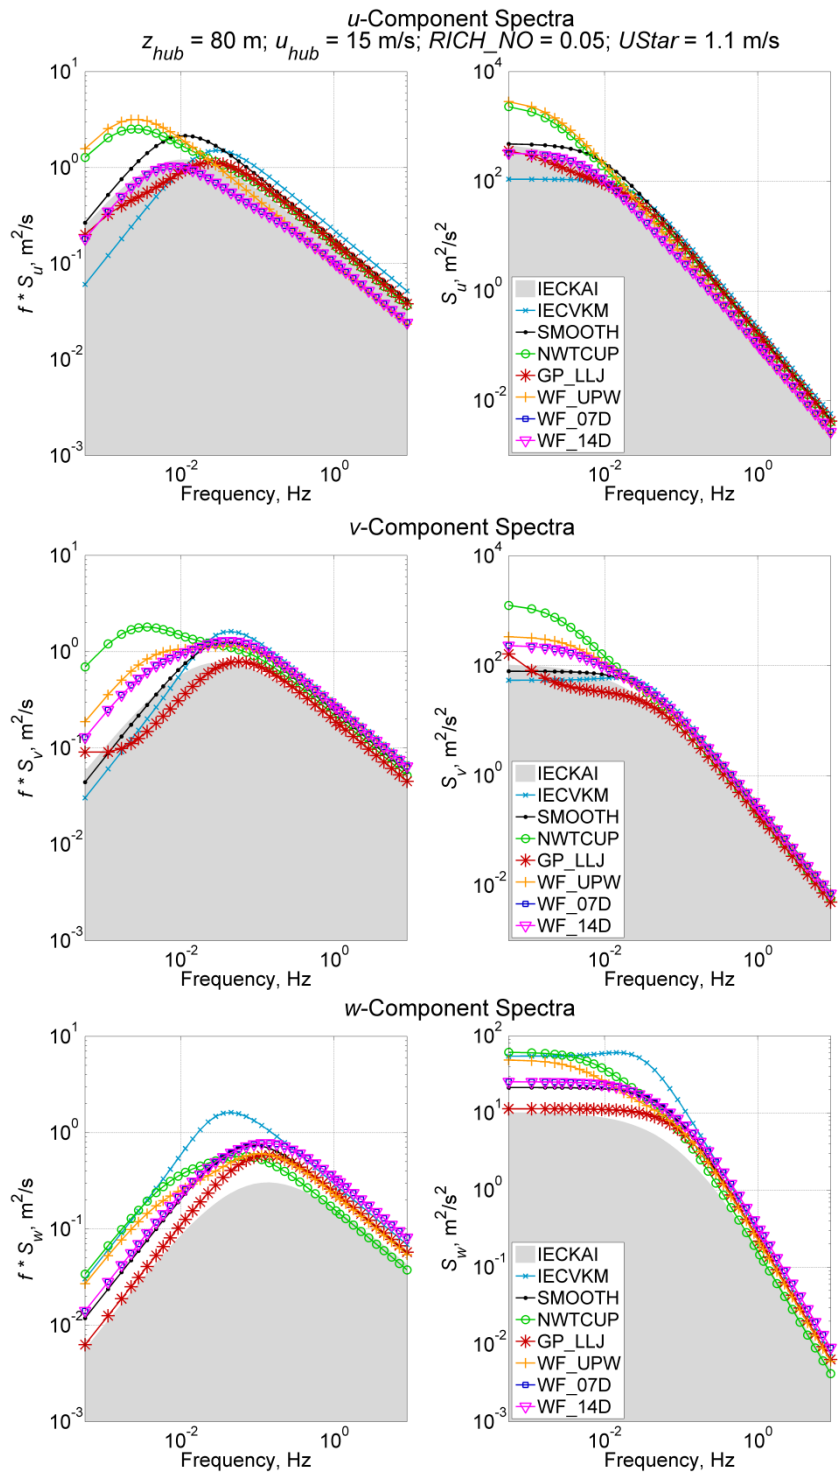 u-Component Spectra
z_hub = 80 m; u_hub = 15 m/s; RICH_NO = 0.05; UStar = 1.1 m/s
10^1
10^0
10^-1
10^-2
10^-3
f * S_u, m^2/s
10^-2 10^0
Frequency, Hz
10^4
10^2
10^0
10^-2
S_u, m^2/s^2
IECKAI
IECVKM
SMOOTH
NWTCUP
GP_LLJ
WF_UPW
WF_07D
WF_14D
10^-2 10^0
Frequency, Hz
v-Component Spectra
10^1
10^0
10^-1
10^-2
10^-3
f * S_v, m^2/s
10^-2 10^0
Frequency, Hz
10^4
10^2
10^0
10^-2
S_v, m^2/s^2
IECKAI
IECVKM
SMOOTH
NWTCUP
GP_LLJ
WF_UPW
WF_07D
WF_14D
10^-2 10^0
Frequency, Hz
w-Component Spectra
10^1
10^0
10^-1
10^-2
10^-3
f * S_w, m^2/s
10^-2 10^0
Frequency, Hz
10^2
10^1
10^0
10^-1
10^-2
10^-3
S_w, m^2/s^2
IECKAI
IECVKM
SMOOTH
NWTCUP
GP_LLJ
WF_UPW
WF_07D
WF_14D
10^-2 10^0
Frequency, Hz